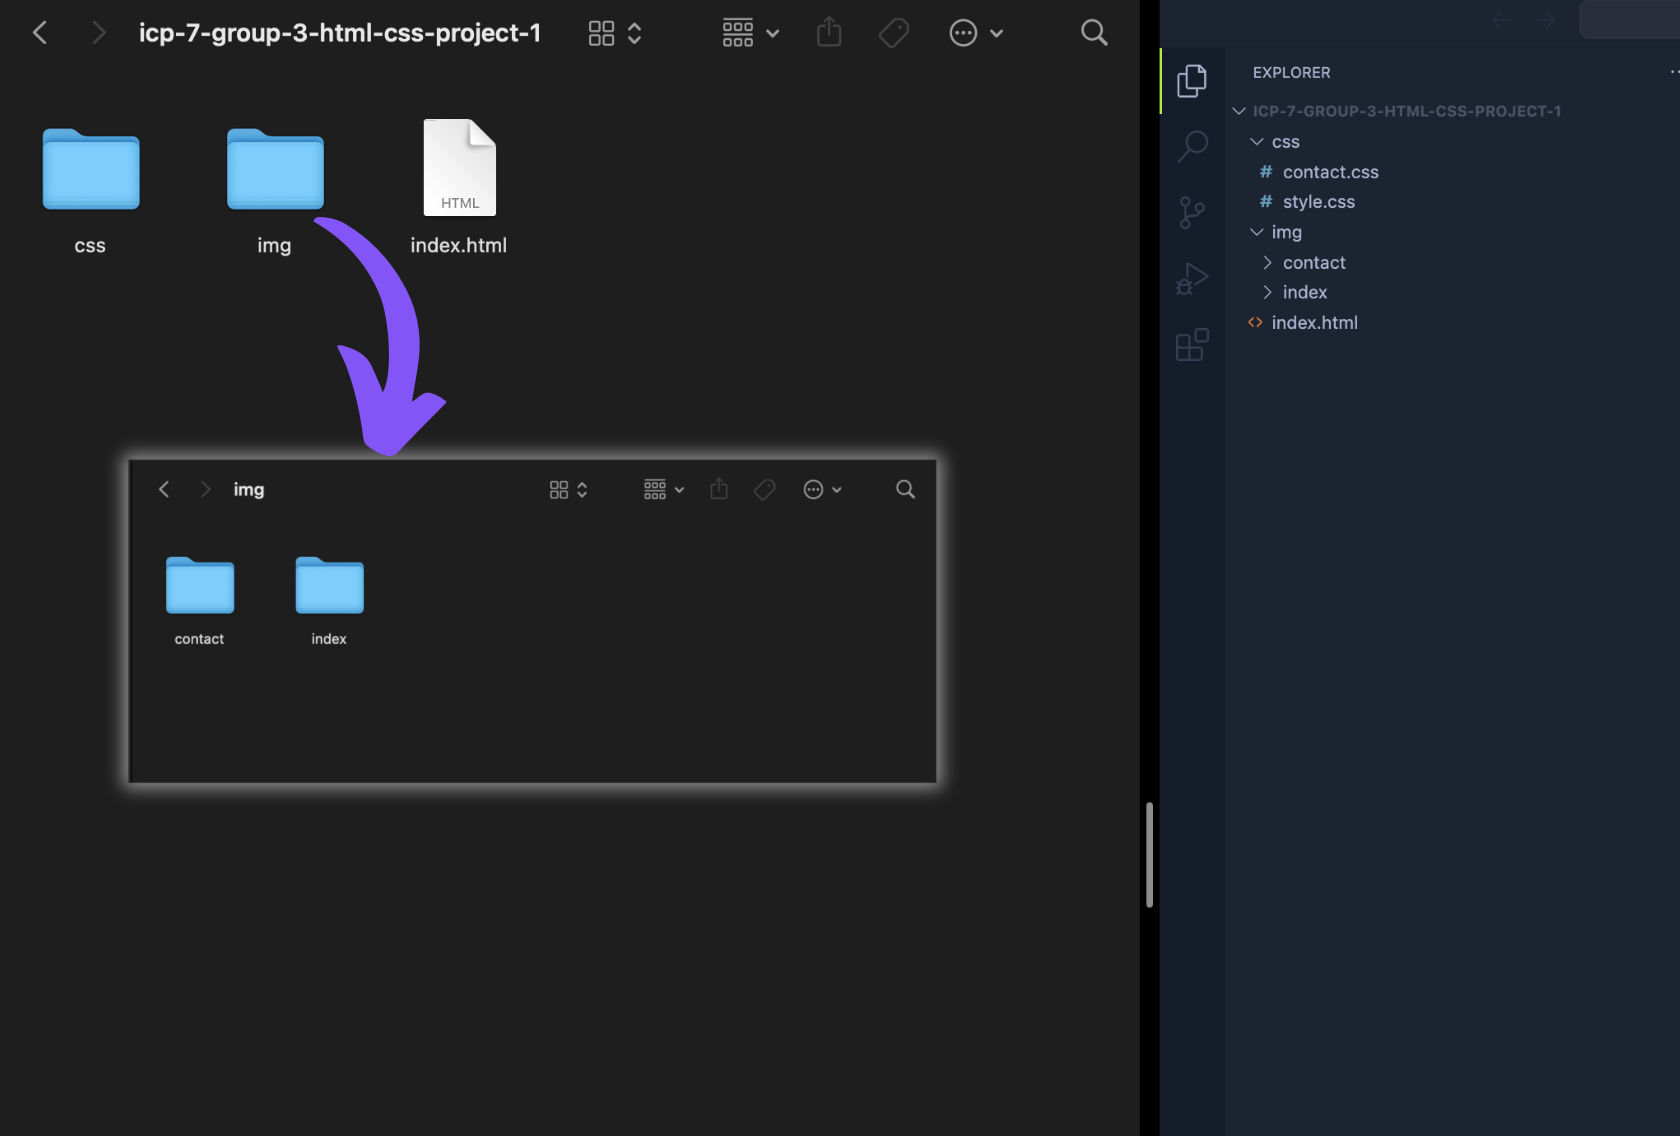 icp-7-group-3-html-css-project-1
HTML
css
img
index.html
img
contact
index
EXPLORER
ICP-7-GROUP-3-HTML-CSS-PROJECT-1
css
# contact.css
# style.css
img
contact
index
<> index.html